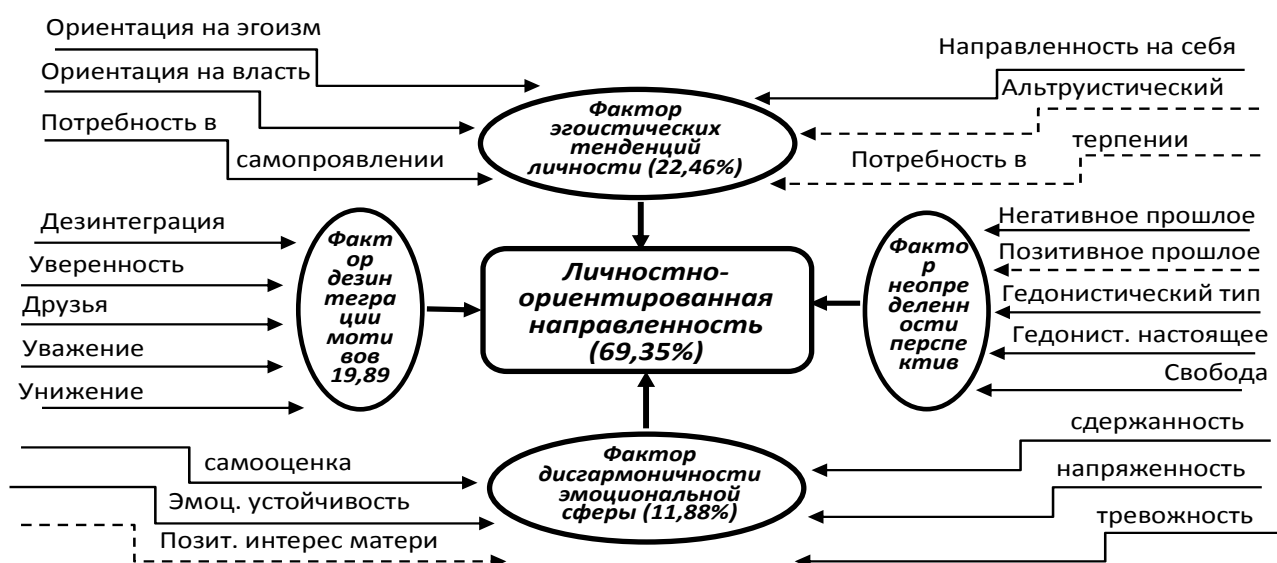 Ориентация на эгоизм
Ориентация на власть
Потребность в
самопроявлении
Фактор
эгоистических
тенденций
личности (22,46%)
Направленность на себя
Альтруистический
Потребность в
терпении
Дезинтеграция
Уверенность
Друзья
Уважение
Унижение
Факт
ор
дезин
тегра
ции
моти
вов
19,89
Личностно-
ориентированная
направленность
(69,35%)
Факто
р
неопре
деленн
ости
перспе
ктив
Негативное прошлое
Позитивное прошлое
Гедонистический тип
Гедонист. настоящее
Свобода
самооценка
Эмоц. устойчивость
Позит. интерес матери
Фактор
дисгармоничности
эмоциональной
сферы (11,88%)
сдержанность
напряженность
тревожность